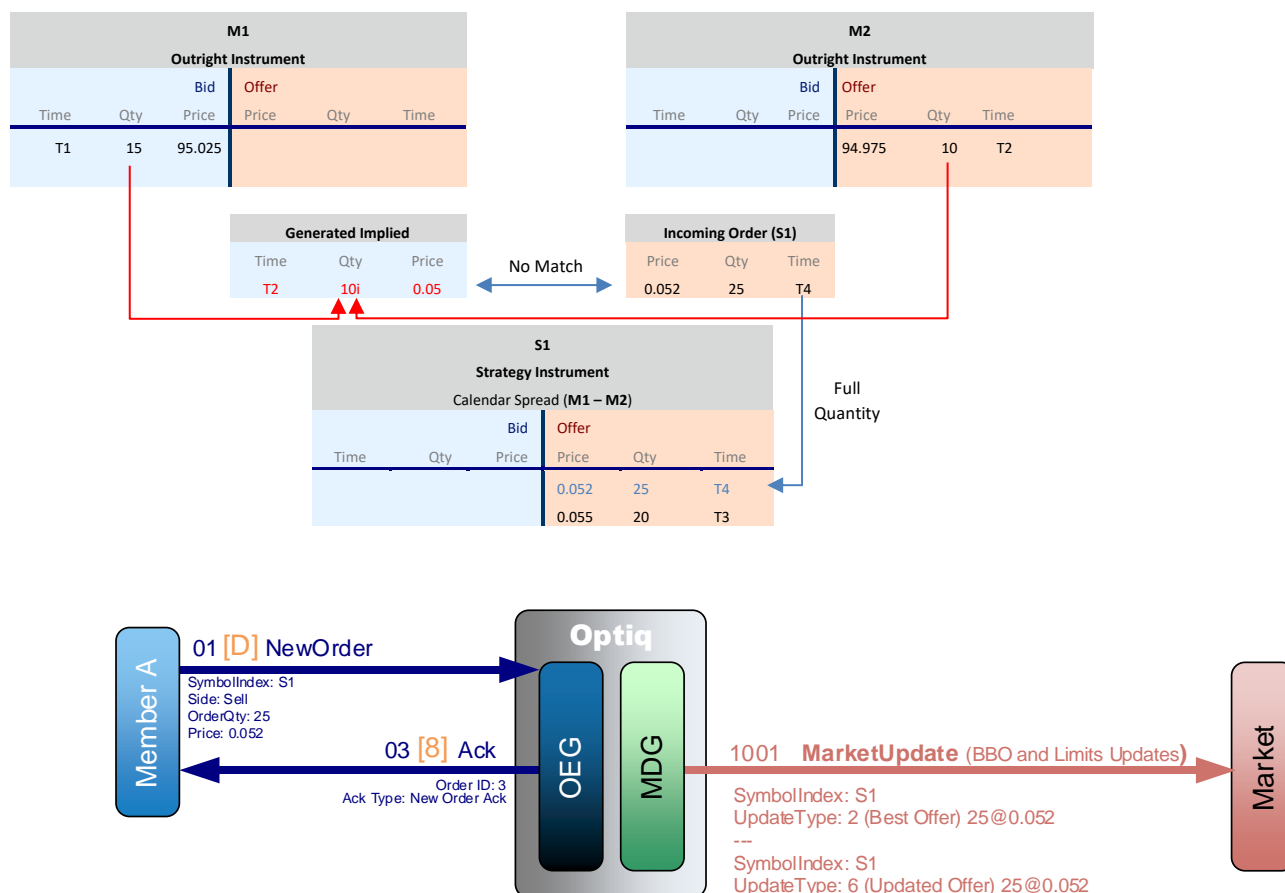 M1
Outright Instrument
Bid Offer
Time Qty Price Price Qty Time
T1 15 95.025
M2
Outright Instrument
Bid Offer
Time Qty Price Price Qty Time
94.975 10 T2
Generated Implied
Time Qty Price
T2 10i 0.05
No Match
Incoming Order (S1)
Price Qty Time
0.052 25 T4
Full
Quantity
S1
Strategy Instrument
Calendar Spread (M1 – M2)
Bid Offer
Time Qty Price Price Qty Time
0.052 25 T4
0.055 20 T3
Member A
01 [D] NewOrder
SymbolIndex: S1
Side: Sell
OrderQty: 25
Price: 0.052
03 [8] Ack
Order ID: 3
Ack Type: New Order Ack
Optiq
OEG
MDG
1001 MarketUpdate (BBO and Limits Updates)
SymbolIndex: S1
UpdateType: 2 (Best Offer) 25@0.052
---
SymbolIndex: S1
UpdateType: 6 (Updated Offer) 25@0.052
Market